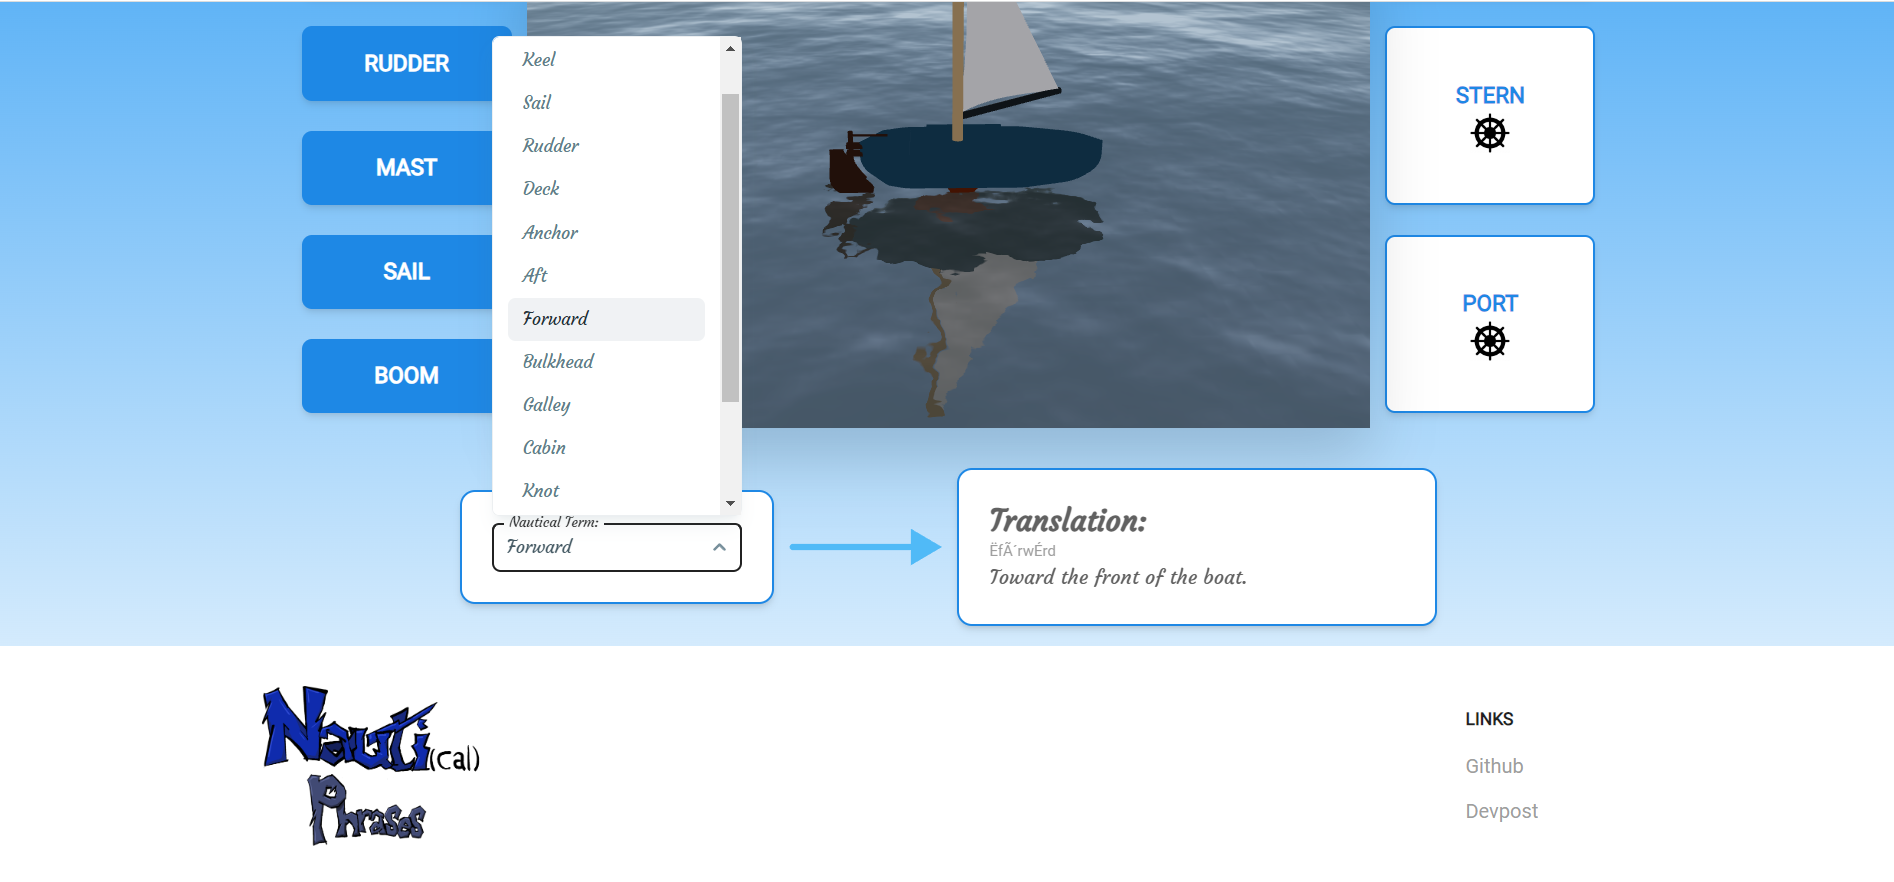 RUDDER
MAST
SAIL
BOOM
Keel
Sail
Rudder
Deck
Anchor
Aft
Forward
Bulkhead
Galley
Cabin
Knot
Nautical Term:
Forward
STERN
PORT
Translation:
ËfÃ´rwĖrd
Toward the front of the boat.
Nauti(cal)
Phrases
LINKS
Github
Devpost